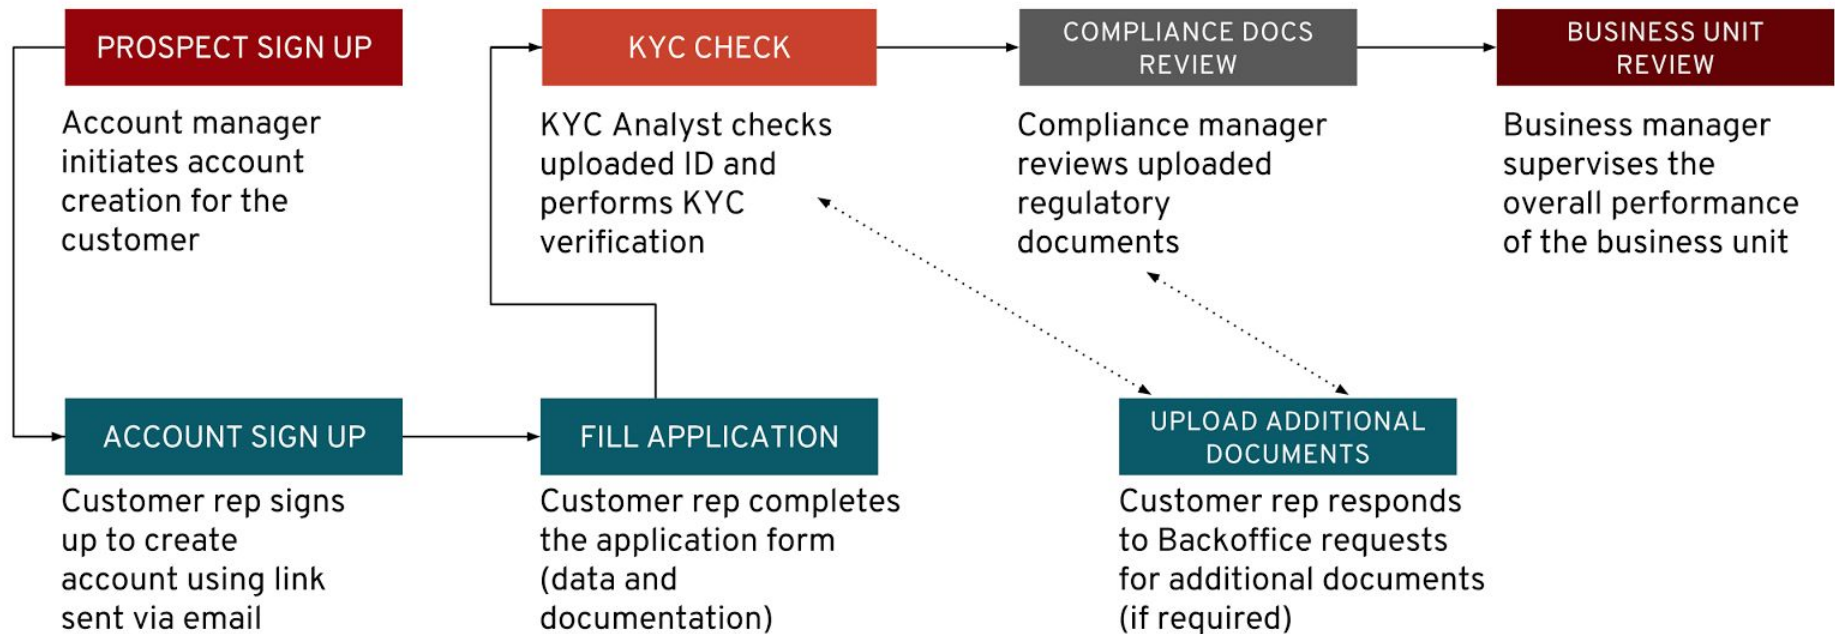 PROSPECT SIGN UP
Account manager
initiates account
creation for the
customer
KYC CHECK
KYC Analyst checks
uploaded ID and
performs KYC
verification
COMPLIANCE DOCS
REVIEW
Compliance manager
reviews uploaded
regulatory
documents
BUSINESS UNIT
REVIEW
Business manager
supervises the
overall performance
of the business unit
ACCOUNT SIGN UP
Customer rep signs
up to create
account using link
sent via email
FILL APPLICATION
Customer rep completes
the application form
(data and
documentation)
UPLOAD ADDITIONAL
DOCUMENTS
Customer rep responds
to Backoffice requests
for additional documents
(if required)